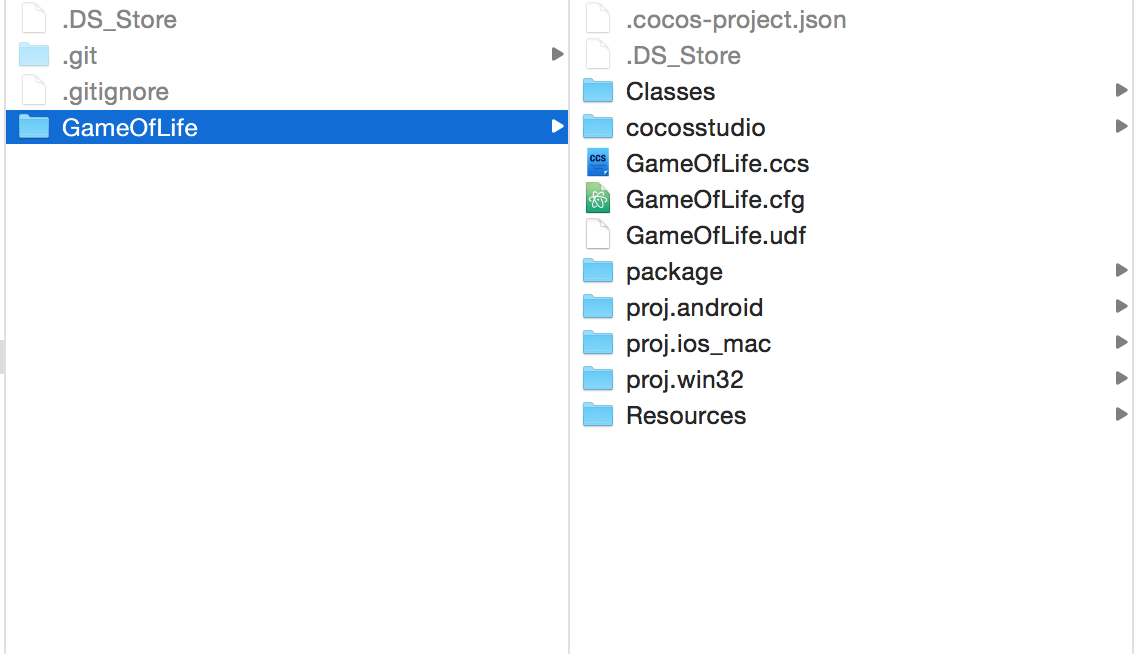 .DS_Store
.git
.gitignore
GameOfLife
.cocos-project.json
.DS_Store
Classes
cocosstudio
CCS
GameOfLife.ccs
GameOfLife.cfg
GameOfLife.udf
package
proj.android
proj.ios_mac
proj.win32
Resources